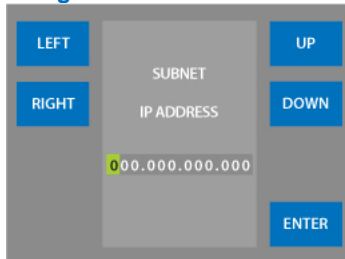 LEFT
UP
SUBNET
RIGHT
IP ADDRESS
DOWN
000.000.000.000
ENTER